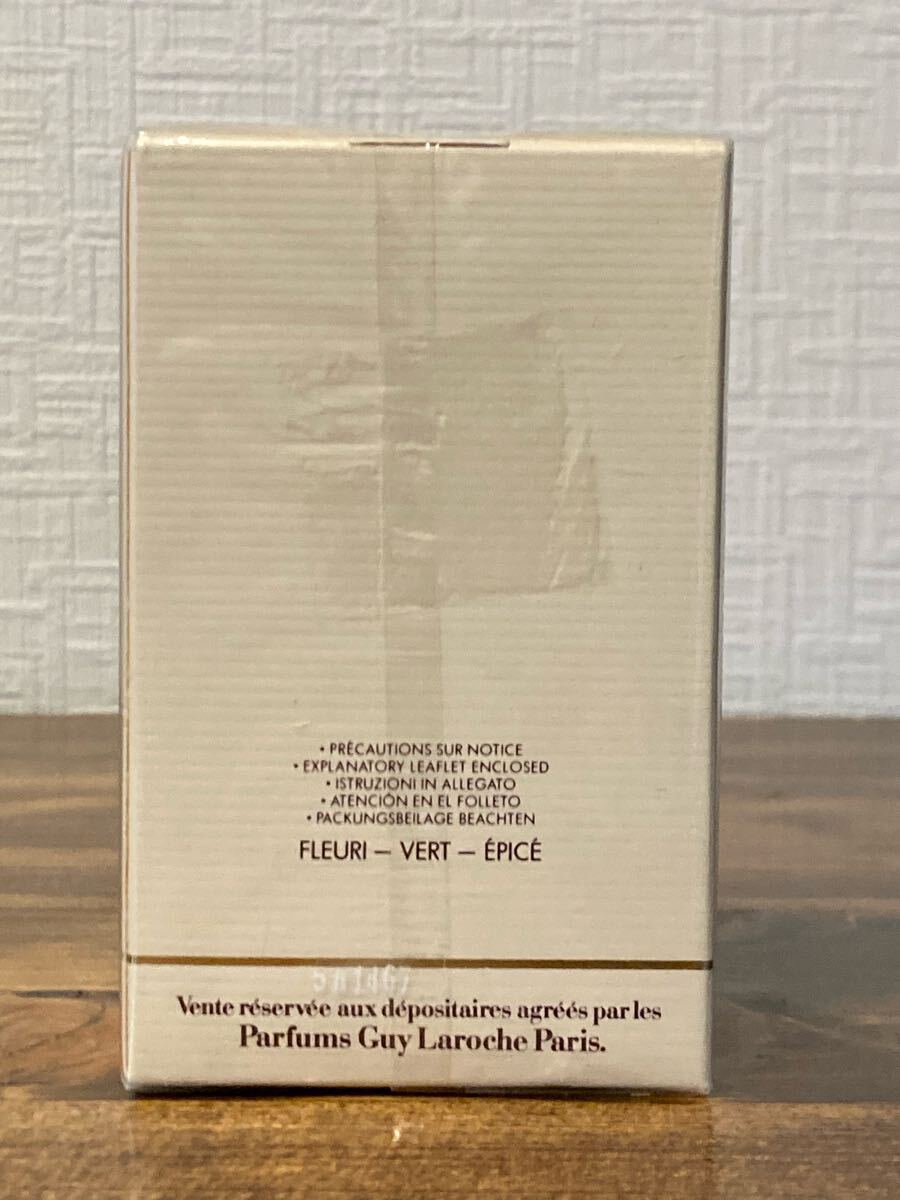 • PRÉCAUTIONS SUR NOTICE
• EXPLANATORY LEAFLET ENCLOSED
• ISTRUZIONI IN ALLEGATO
• ATENCIÓN EN EL FOLLETO
• PACKUNGSBEILAGE BEACHTEN
FLEURI — VERT — ÉPICÉ
Vente réservée aux dépositaires agréés par les
Parfums Guy Laroche Paris.